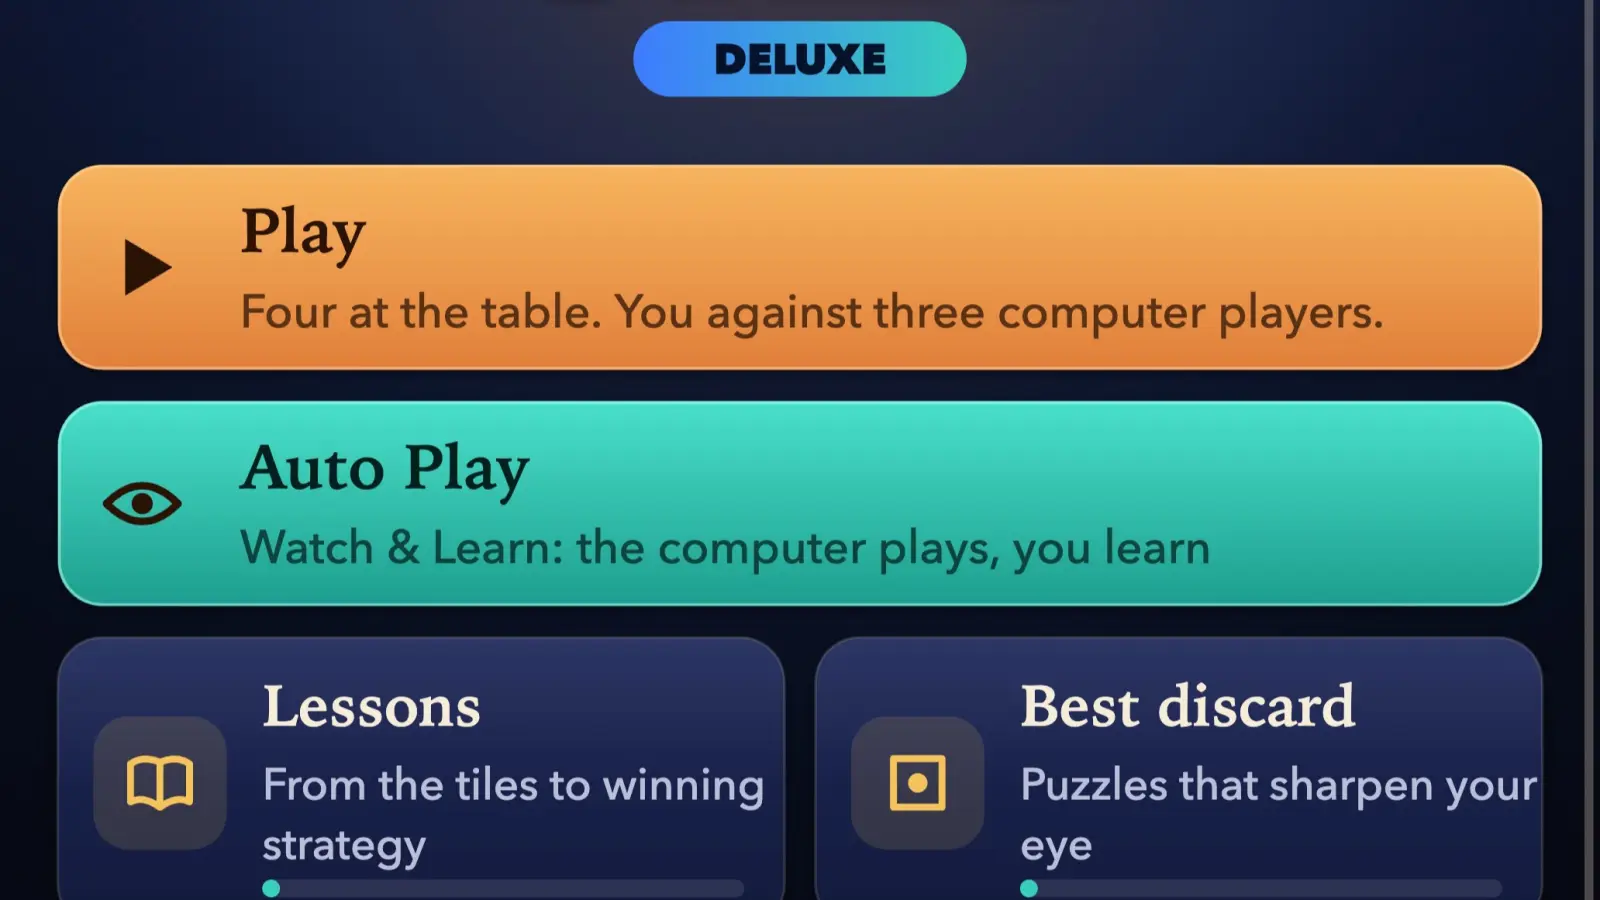 DELUXE
Play
Four at the table. You against three computer players.
Auto Play
Watch & Learn: the computer plays, you learn
Lessons
From the tiles to winning
strategy
Best discard
Puzzles that sharpen your
eye